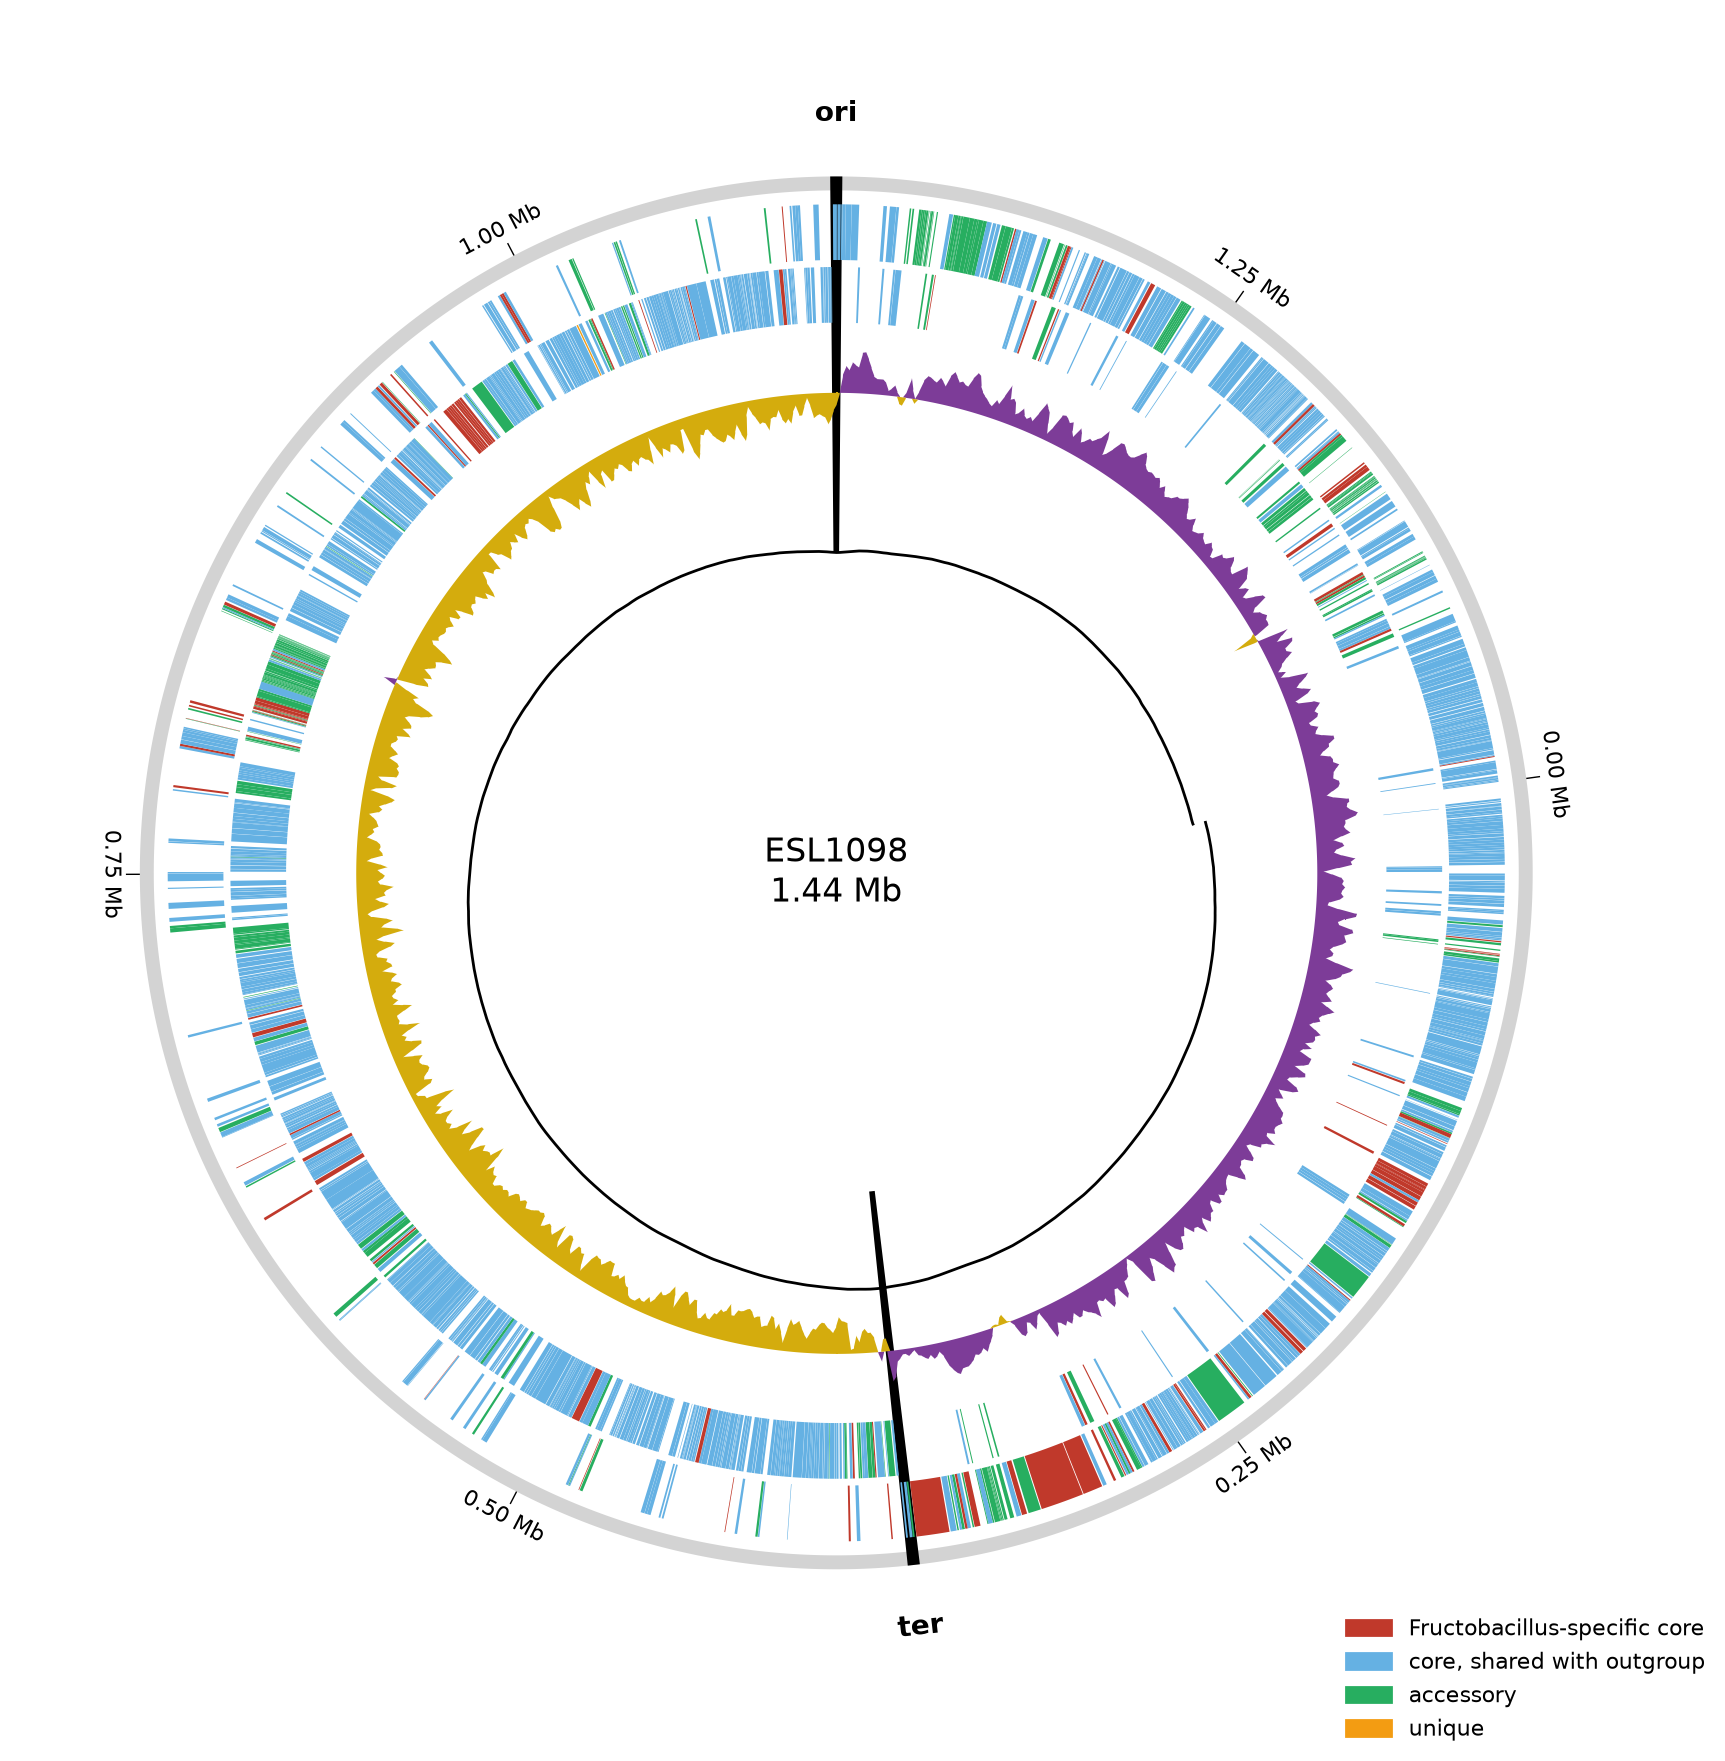 ori
1.00 Mb
1.25 Mb
0.00 Mb
ESL1098
1.44 Mb
0.75 Mb
0.25 Mb
0.50 Mb
ter
Fructobacillus-specific core
core, shared with outgroup
accessory
unique